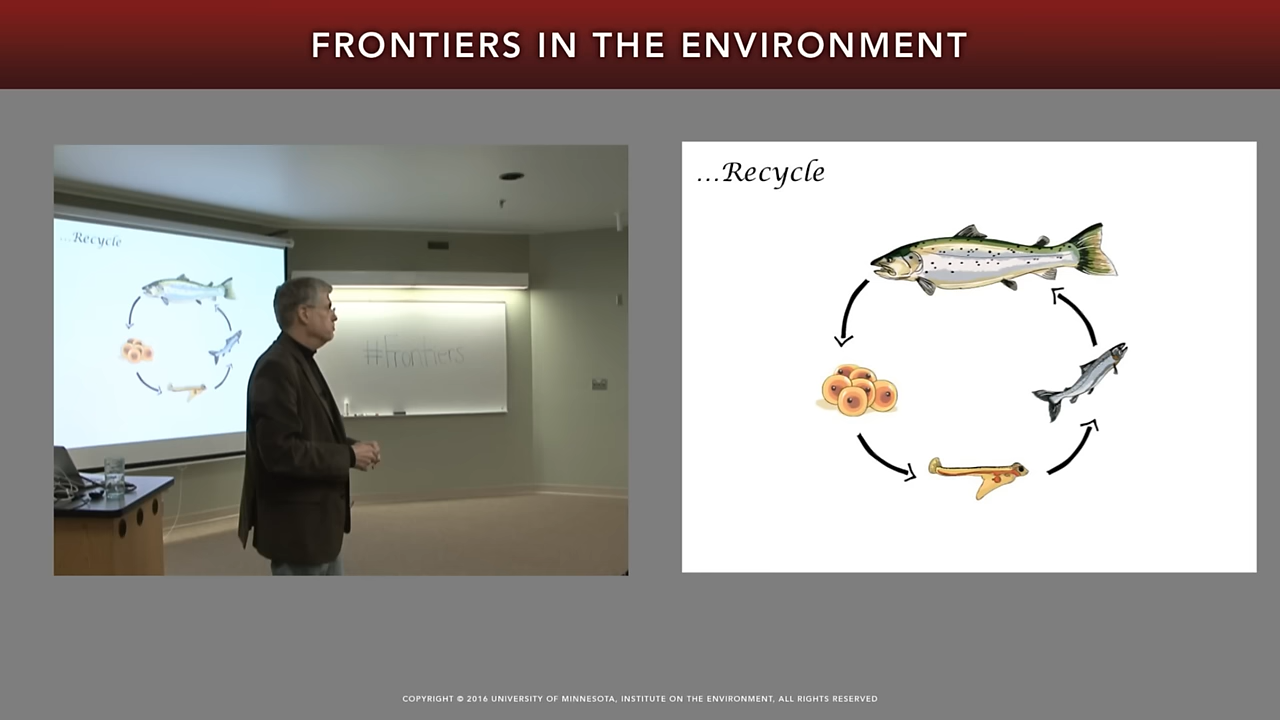 FRONTIERS IN THE ENVIRONMENT
...Recycle
#Frontiers
...Recycle
COPYRIGHT © 2016 UNIVERSITY OF MINNESOTA, INSTITUTE ON THE ENVIRONMENT, ALL RIGHTS RESERVED